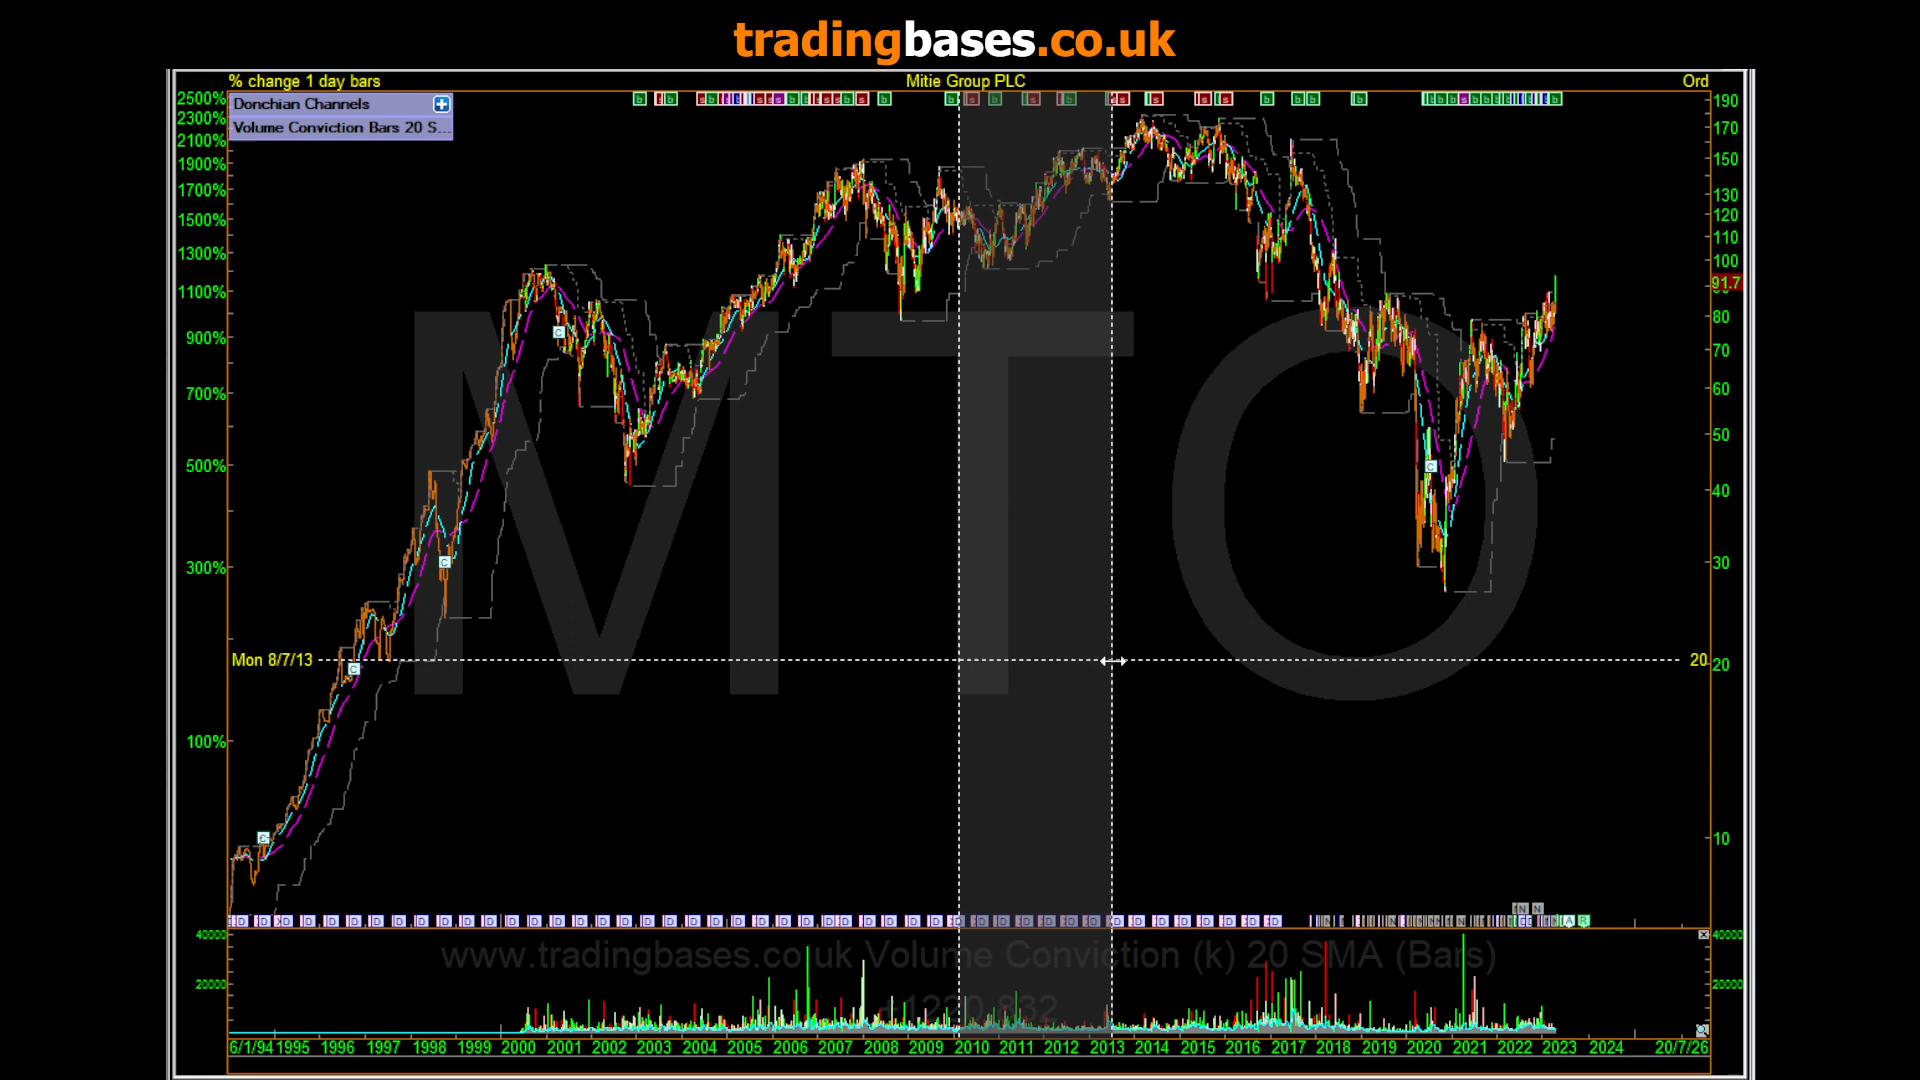 tradingbases.co.uk
% change 1 day bars Mitie Group PLC Ord
Donchian Channels
Volume Conviction Bars 20 S...
2500% 190
2300%
2100% 170
1900% 150
1700% 130
1500% 120
1300% 110
100
1100% 91.7
900% 80
70
700% 60
50
500% 40
300% 30
MTO
Mon 8/7/13 20 20
100%
10
40000 40000
www.tradingbases.co.uk Volume Conviction (k) 20 SMA (Bars)
20000 20000
+1220,832
6/1/94 1995 1996 1997 1998 1999 2000 2001 2002 2003 2004 2005 2006 2007 2008 2009 2010 2011 2012 2013 2014 2015 2016 2017 2018 2019 2020 2021 2022 2023 2024 20/7/26